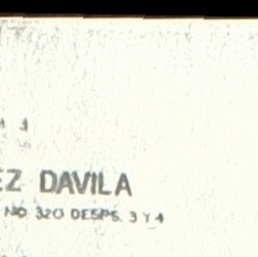 EZ DAVILA
NO 320 DESPS. 3 Y 4